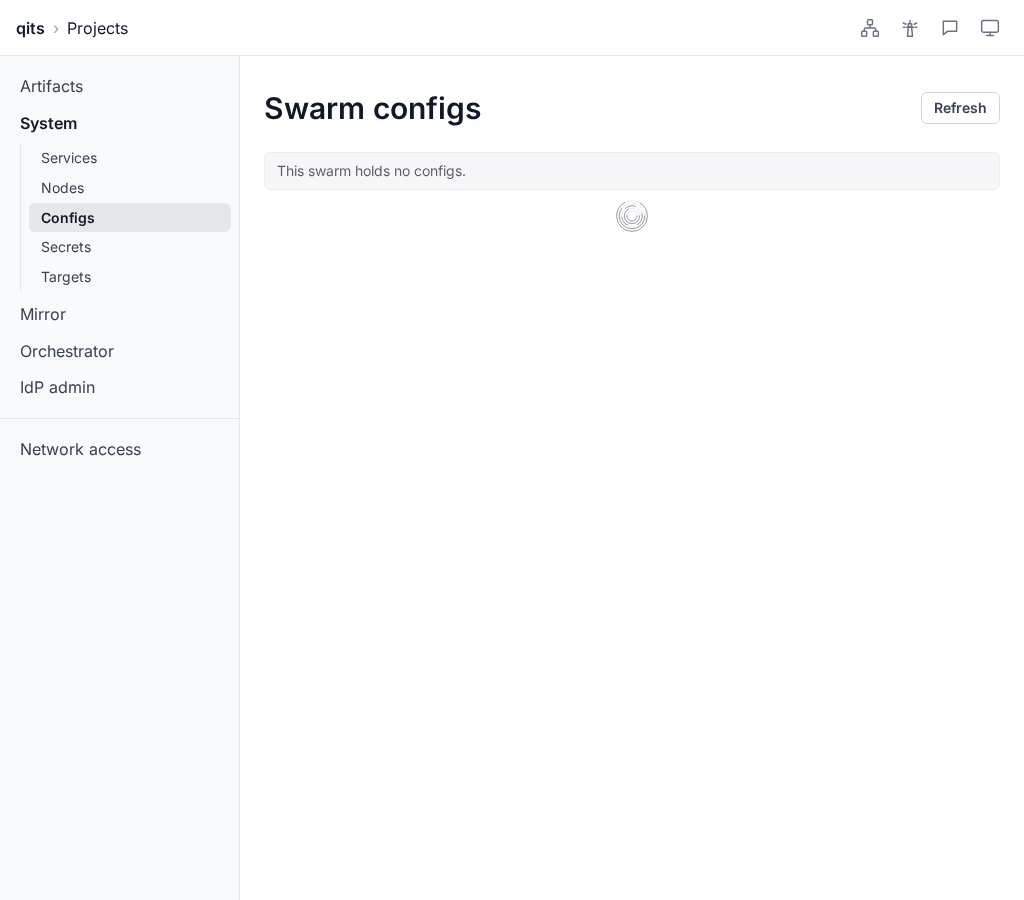 qits › Projects
Artifacts
System
Services
Nodes
Configs
Secrets
Targets
Mirror
Orchestrator
IdP admin
Network access
Swarm configs
Refresh
This swarm holds no configs.